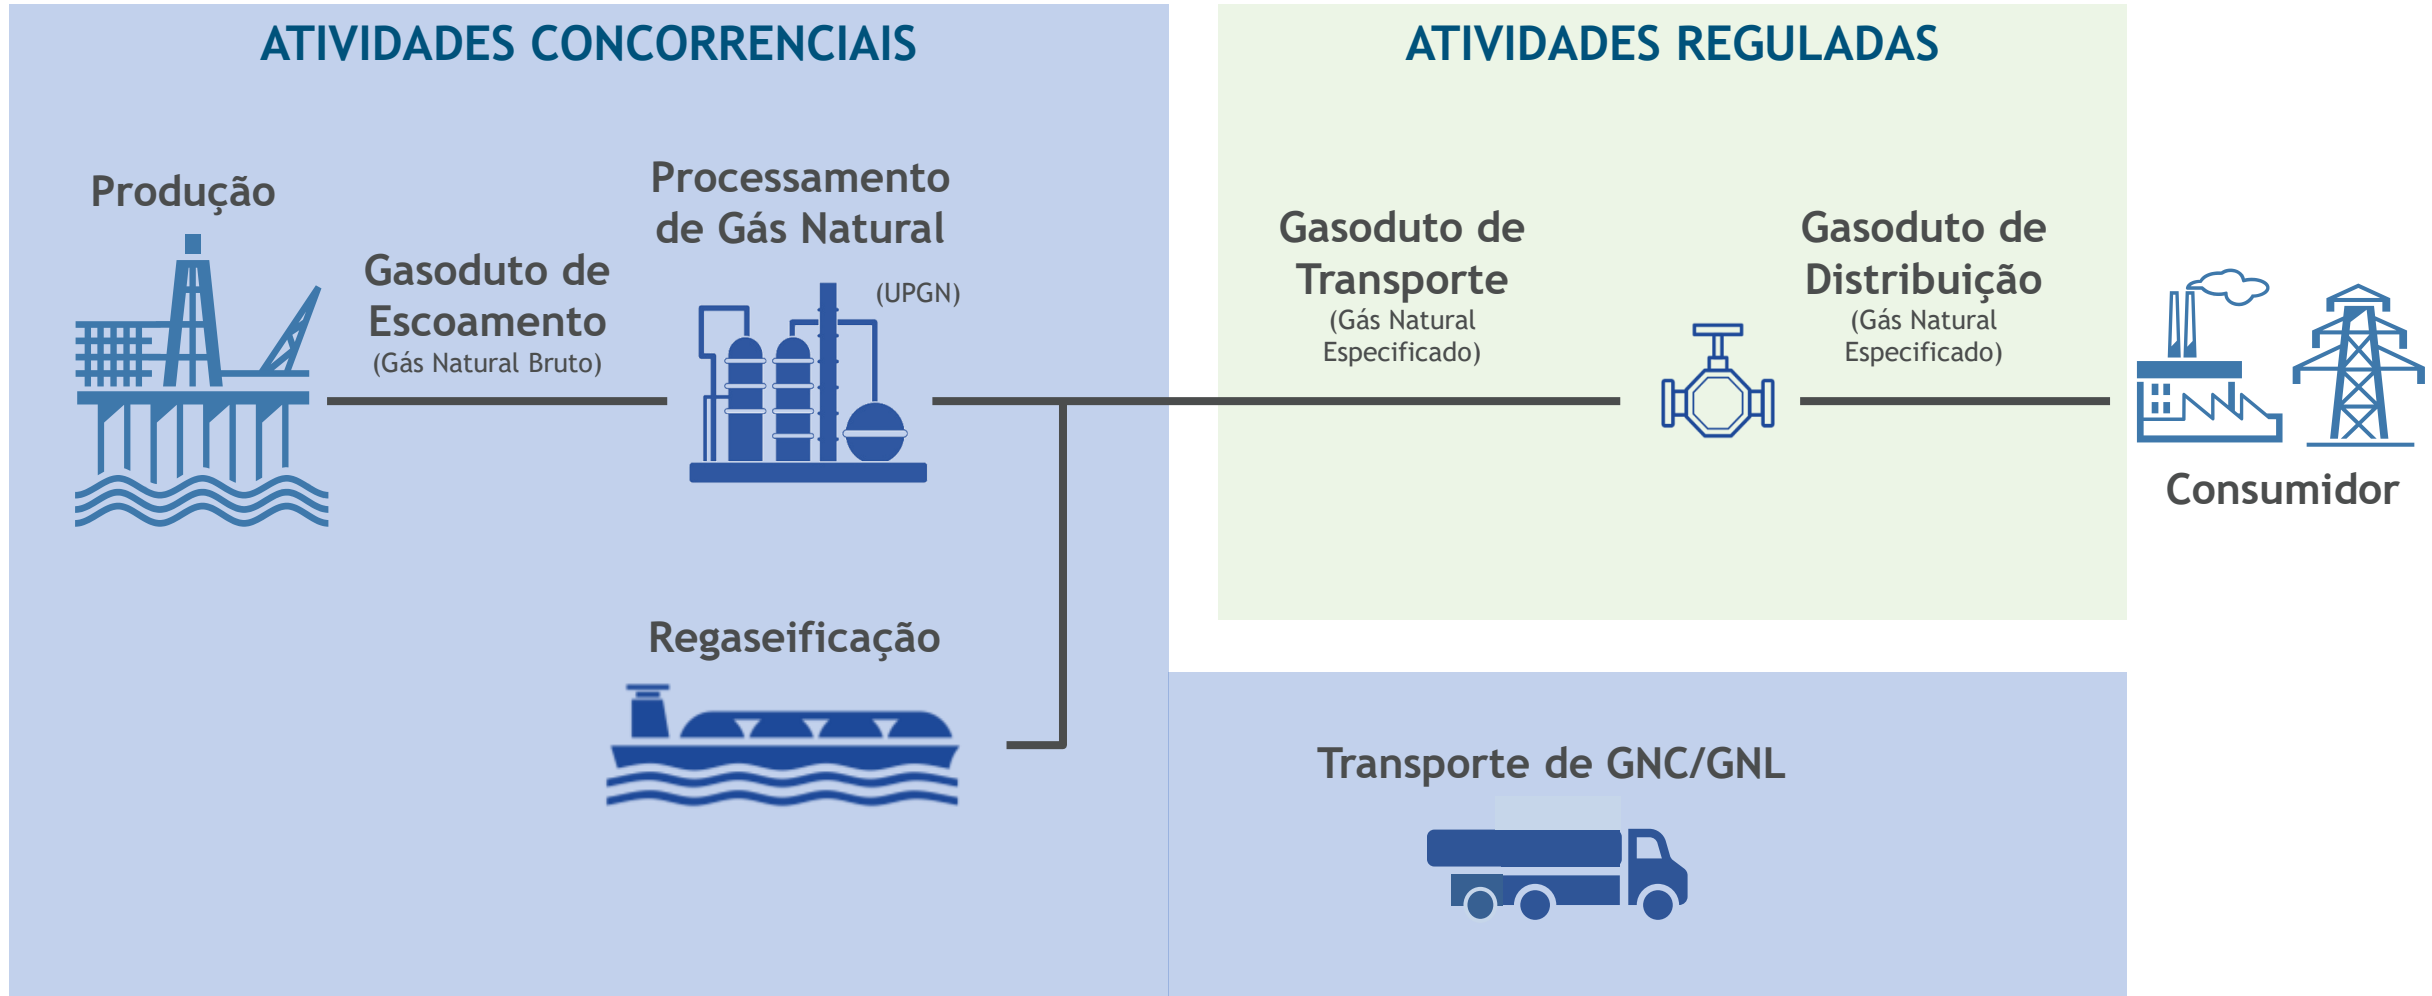 ATIVIDADES CONCORRENCIAIS
ATIVIDADES REGULADAS
Produção
Gasoduto de
Escoamento
(Gás Natural Bruto)
Processamento
de Gás Natural
(UPGN)
Gasoduto de
Transporte
(Gás Natural
Especificado)
Gasoduto de
Distribuição
(Gás Natural
Especificado)
Consumidor
Regaseificação
Transporte de GNC/GNL